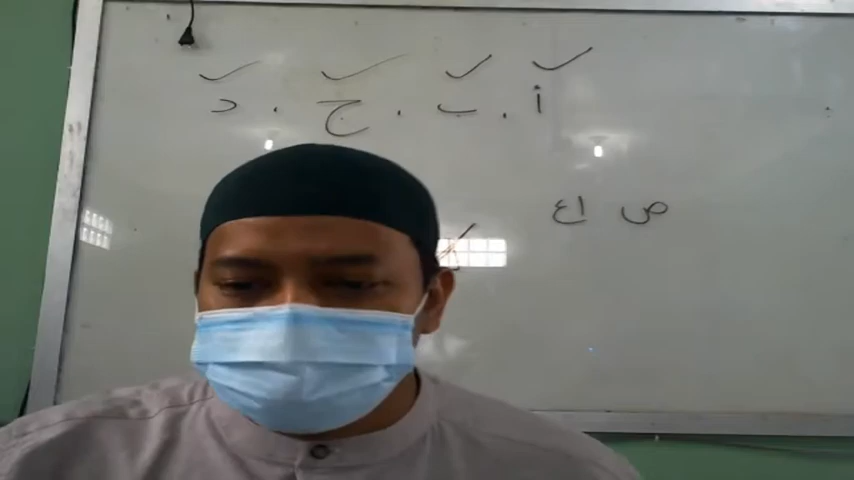 أ . ب . ج . د
ص اع